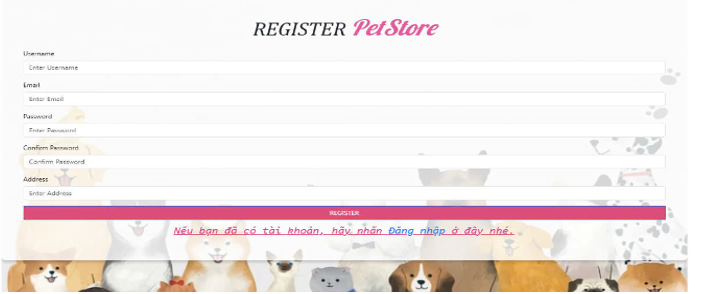 REGISTER PetStore
Username
Enter Username
Email
Enter Email
Password
Enter Password
Confirm Password
Confirm Password
Address
Enter Address
REGISTER
Nếu bạn đã có tài khoản, hãy nhấn Đăng nhập ở đây nhé.